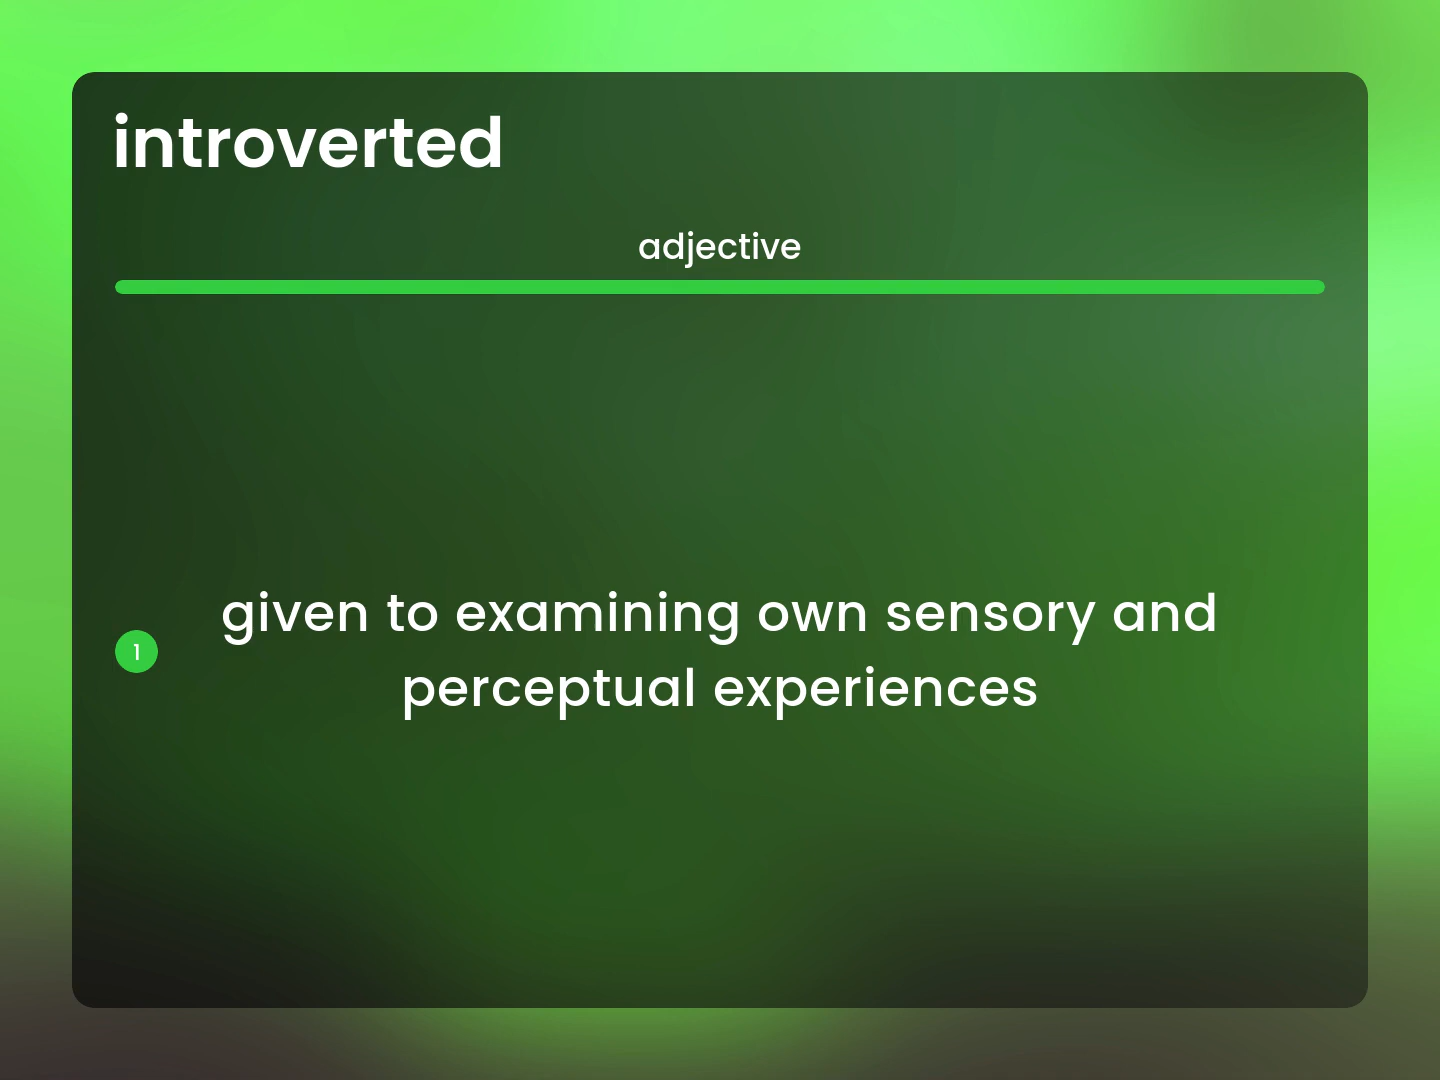 introverted
adjective
given to examining own sensory and
1
perceptual experiences